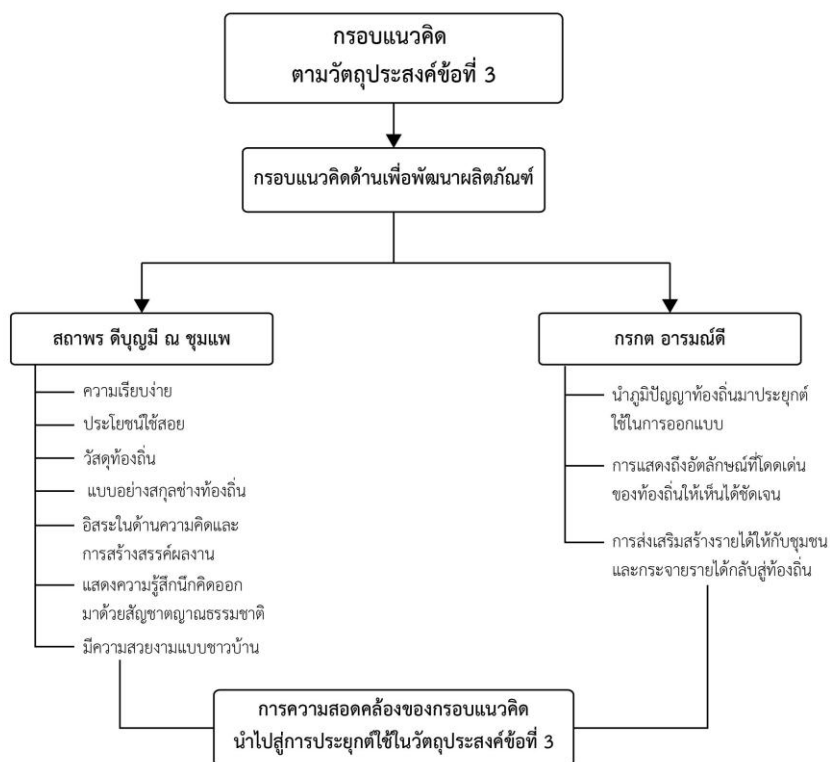 กรอบแนวคิด
ตามวัตถุประสงค์ข้อที่ 3
กรอบแนวคิดด้านเพื่อพัฒนาผลิตภัณฑ์
สถาพร ดีบุญมี ณ ชุมแพ
ความเรียบง่าย
ประโยชน์ใช้สอย
วัสดุท้องถิ่น
แบบอย่างสกุลช่างท้องถิ่น
อิสระในด้านความคิดและ
การสร้างสรรค์ผลงาน
แสดงความรู้สึกนึกคิดออก
มาด้วยสัญชาตญาณธรรมชาติ
มีความสวยงามแบบชาวบ้าน
กรกต อารมณ์ดี
นำภูมิปัญญาท้องถิ่นมาประยุกต์
ใช้ในการออกแบบ
การแสดงถึงอัตลักษณ์ที่โดดเด่น
ของท้องถิ่นให้เห็นได้ชัดเจน
การส่งเสริมสร้างรายได้ให้กับชุมชน
และกระจายรายได้กลับสู่ท้องถิ่น
การความสอดคล้องของกรอบแนวคิด
นำไปสู่การประยุกต์ใช้ในวัตถุประสงค์ข้อที่ 3